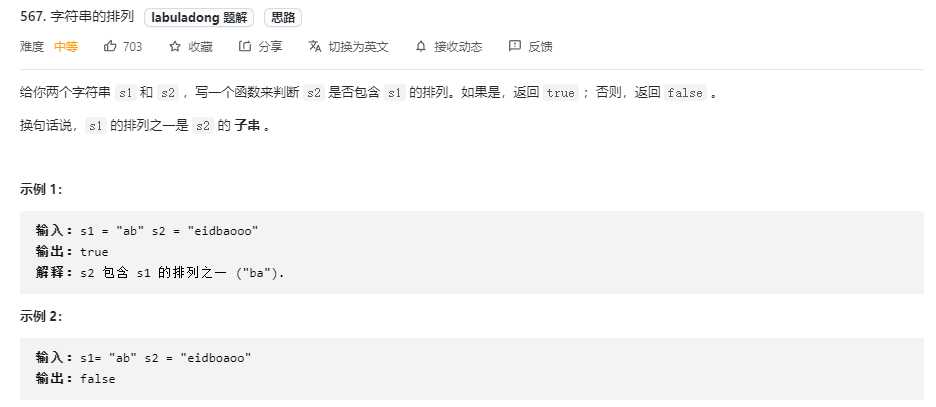 567. 字符串的排列 labuladong 题解 思路
难度 中等 703 收藏 分享 切换为英文 接收动态 反馈
给你两个字符串 s1 和 s2 ，写一个函数来判断 s2 是否包含 s1 的排列。如果是，返回 true ；否则，返回 false 。
换句话说，s1 的排列之一是 s2 的 子串 。
示例 1：
输入：s1 = "ab" s2 = "eidbaooo"
输出：true
解释：s2 包含 s1 的排列之一 ("ba").
示例 2：
输入：s1= "ab" s2 = "eidboaoo"
输出：false